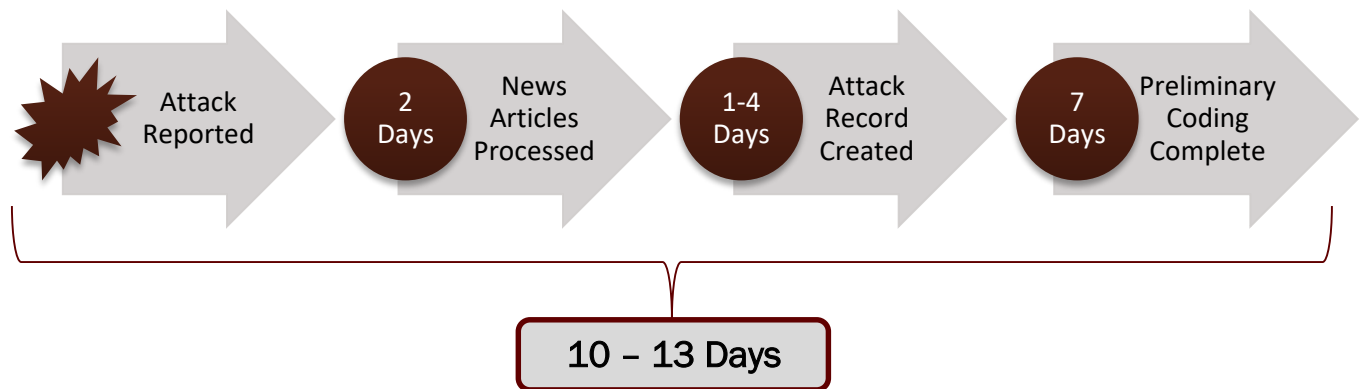 Attack
Reported
2
Days
News
Articles
Processed
1-4
Days
Attack
Record
Created
7
Days
Preliminary
Coding
Complete
10 – 13 Days